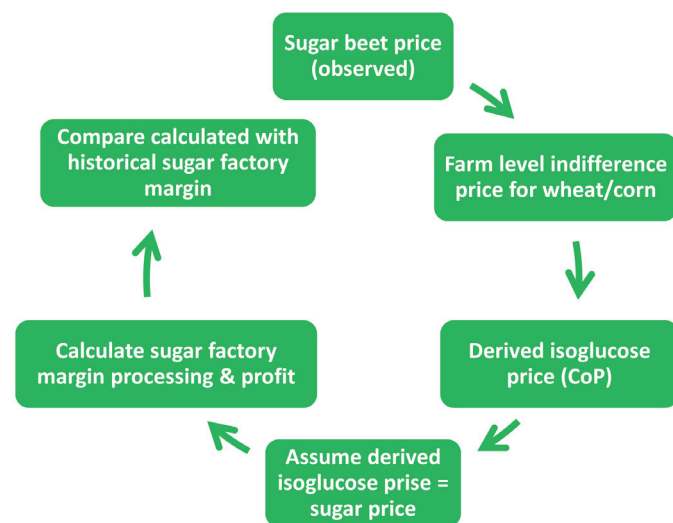 Sugar beet price
(observed)
Farm level indifference
price for wheat/corn
Derived isoglucose
price (CoP)
Assume derived
isoglucose prise =
sugar price
Calculate sugar factory
margin processing & profit
Compare calculated with
historical sugar factory
margin